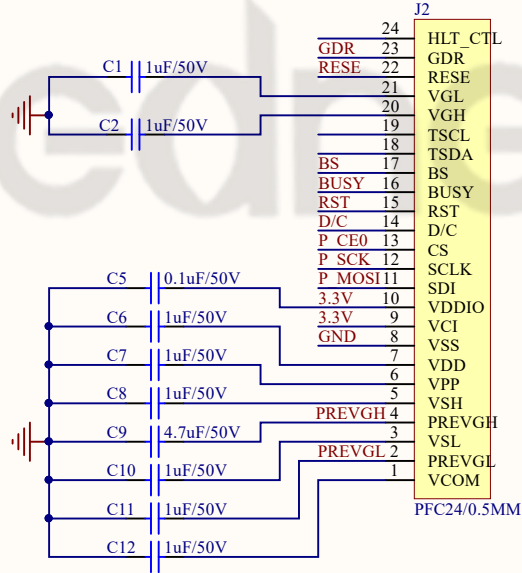 J2
24 HLT_CTL
GDR 23 GDR
RESE 22 RESE
C1 1uF/50V 21 VGL
20 VGH
C2 1uF/50V 19 TSCL
18 TSDA
BS 17 BS
BUSY 16 BUSY
RST 15 RST
D/C 14 D/C
P_CE0 13 CS
P_SCK 12 SCLK
P_MOSI 11 SDI
C5 0.1uF/50V 3.3V 10 VDDIO
C6 1uF/50V 3.3V 9 VCI
GND 8 VSS
C7 1uF/50V 7 VDD
6 VPP
C8 1uF/50V 5 VSH
PREVGH 4 PREVGH
C9 4.7uF/50V 3 VSL
PREVGL 2 PREVGL
C10 1uF/50V 1 VCOM
C11 1uF/50V PFC24/0.5MM
C12 1uF/50V